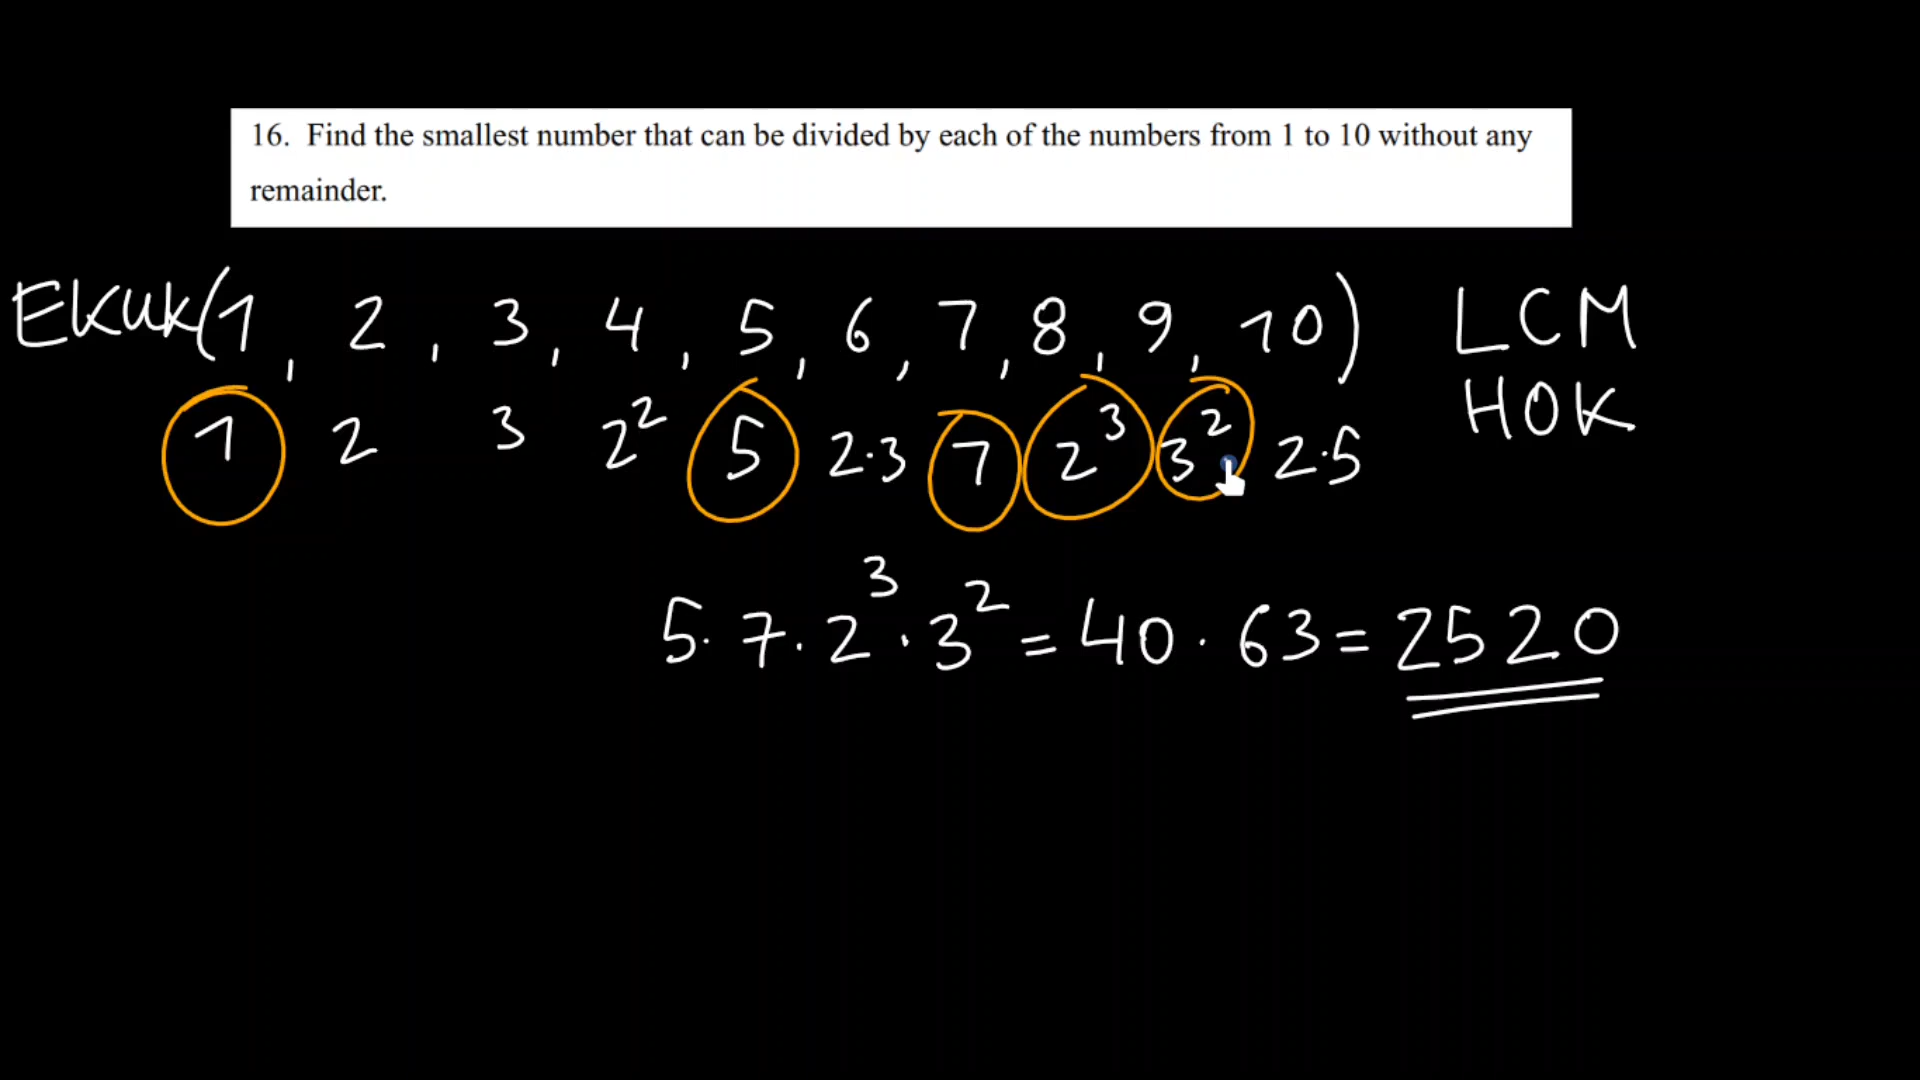 16. Find the smallest number that can be divided by each of the numbers from 1 to 10 without any
remainder.
EKUK(1, 2, 3, 4, 5, 6, 7, 8, 9, 10) LCM
HOK
1 2 3 2² 5 2·3 7 2³ 3² 2·5
5·7·2³·3² = 40·63 = 2520